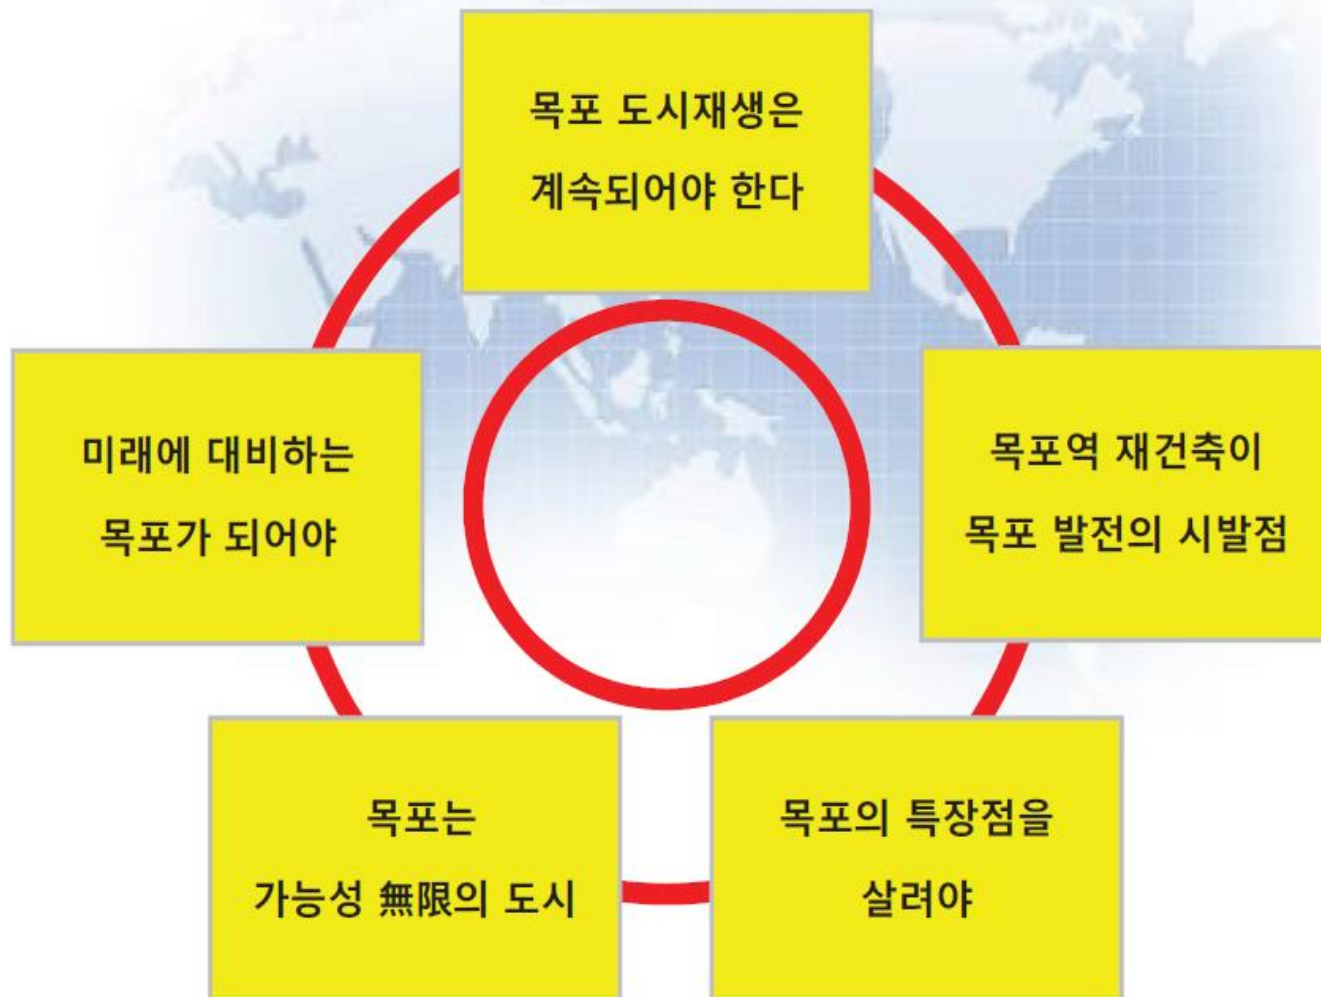 목포 도시재생은
계속되어야 한다
미래에 대비하는
목포가 되어야
목포역 재건축이
목포 발전의 시발점
목포는
가능성 無限의 도시
목포의 특장점을
살려야